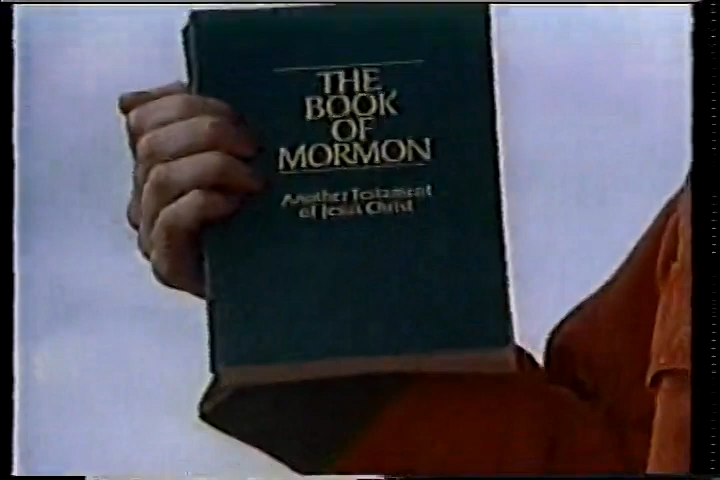 THE
BOOK
OF
MORMON
Another Testament
of Jesus Christ